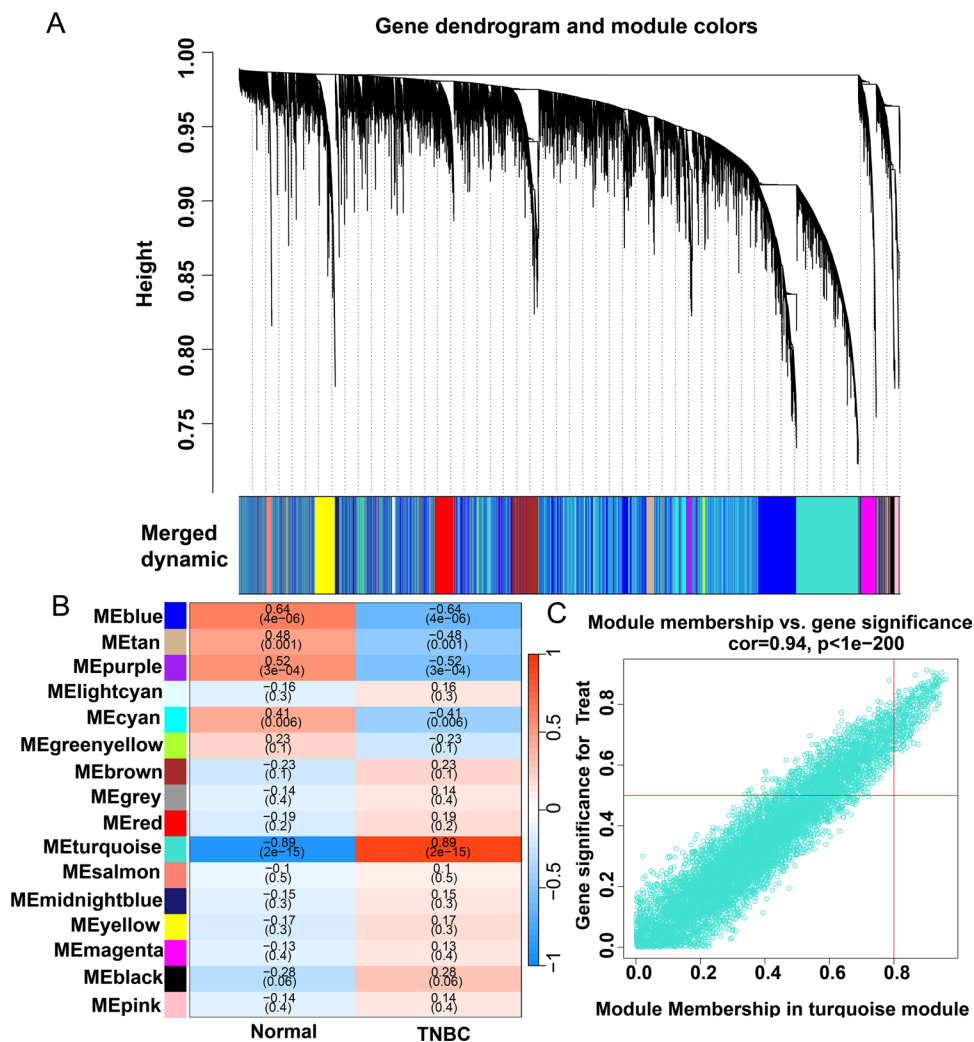 A
Gene dendrogram and module colors
Height
1.00
0.95
0.90
0.85
0.80
0.75
Merged
dynamic
B
MEblue 0.64 −0.64
(4e−06) (4e−06)
MEtan 0.48 −0.48
(0.001) (0.001)
MEpurple 0.52 −0.52
(3e−04) (3e−04)
MElightcyan −0.16 0.16
(0.3) (0.3)
MEcyan 0.41 −0.41
(0.006) (0.006)
MEgreenyellow 0.23 −0.23
(0.1) (0.1)
MEbrown −0.23 0.23
(0.1) (0.1)
MEgrey −0.14 0.14
(0.4) (0.4)
MEred −0.19 0.19
(0.2) (0.2)
MEturquoise −0.89 0.89
(2e−15) (2e−15)
MEsalmon −0.1 0.1
(0.5) (0.5)
MEmidnightblue −0.15 0.15
(0.3) (0.3)
MEyellow −0.17 0.17
(0.3) (0.3)
MEmagenta −0.13 0.13
(0.4) (0.4)
MEblack −0.28 0.28
(0.06) (0.06)
MEpink −0.14 0.14
(0.4) (0.4)
Normal TNBC
1
0.5
0
−0.5
−1
C
Module membership vs. gene significance
cor=0.94, p<1e−200
Gene significance for Treat
0.8
0.6
0.4
0.2
0.0
0.0 0.2 0.4 0.6 0.8
Module Membership in turquoise module